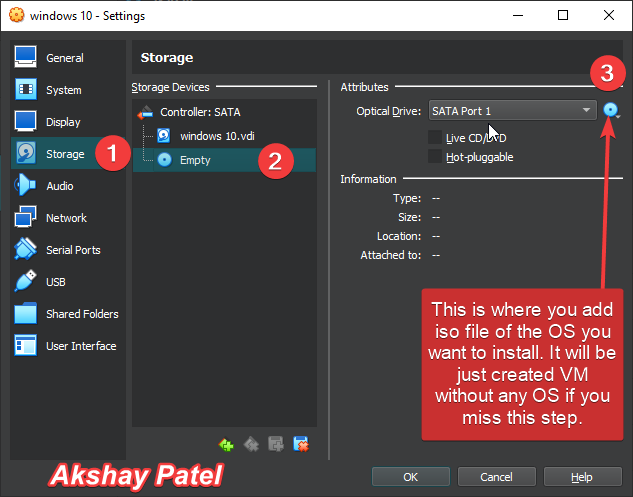 windows 10 - Settings
General
System
Display
Storage
Audio
Network
Serial Ports
USB
Shared Folders
User Interface
1
Storage
Storage Devices
Controller: SATA
windows 10.vdi
Empty
2
Attributes
3
Optical Drive: SATA Port 1
Live CD/DVD
Hot-pluggable
Information
Type: --
Size: --
Location: --
Attached to: --
This is where you add
iso file of the OS you
want to install. It will be
just created VM
without any OS if you
miss this step.
Akshay Patel
OK Cancel Help